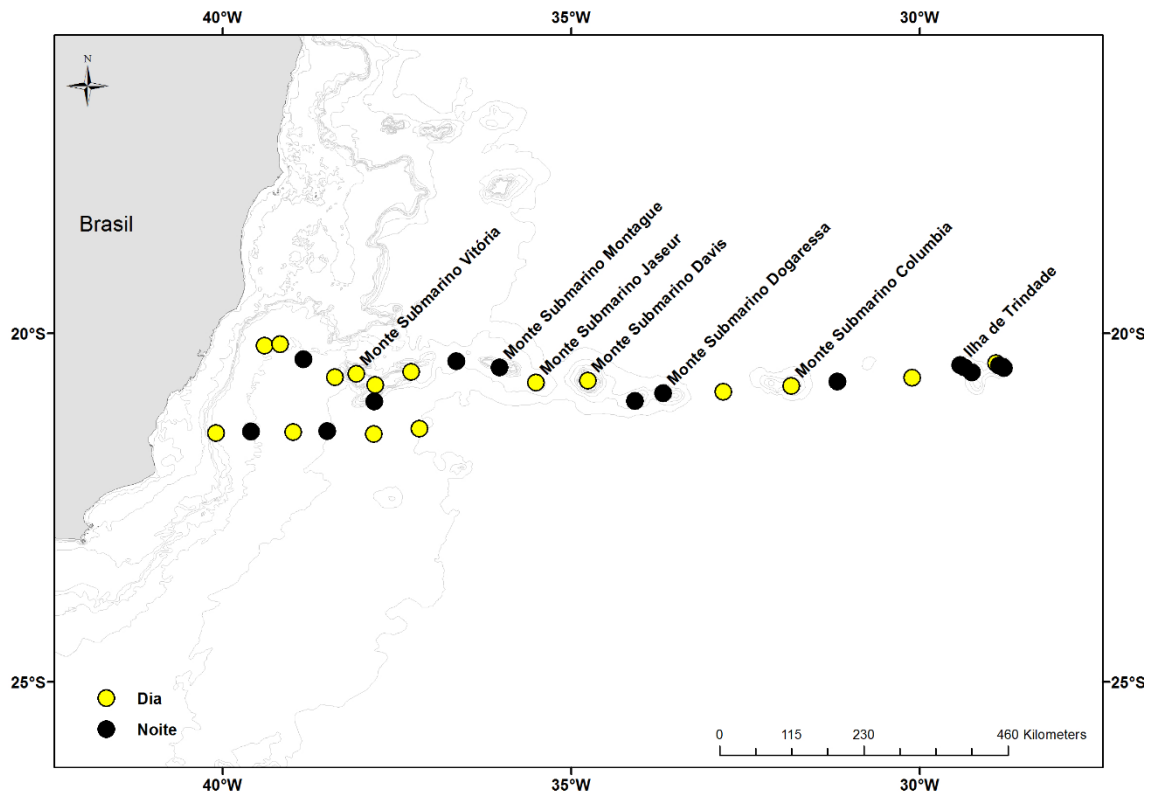 40°W 35°W 30°W
N
Brasil
Monte Submarino Vitória
Monte Submarino Montague
Monte Submarino Jaseur
Monte Submarino Davis
Monte Submarino Dogaressa
Monte Submarino Columbia
Ilha de Trindade
20°S 20°S
25°S 25°S
Dia
Noite
0 115 230 460 Kilometers
40°W 35°W 30°W